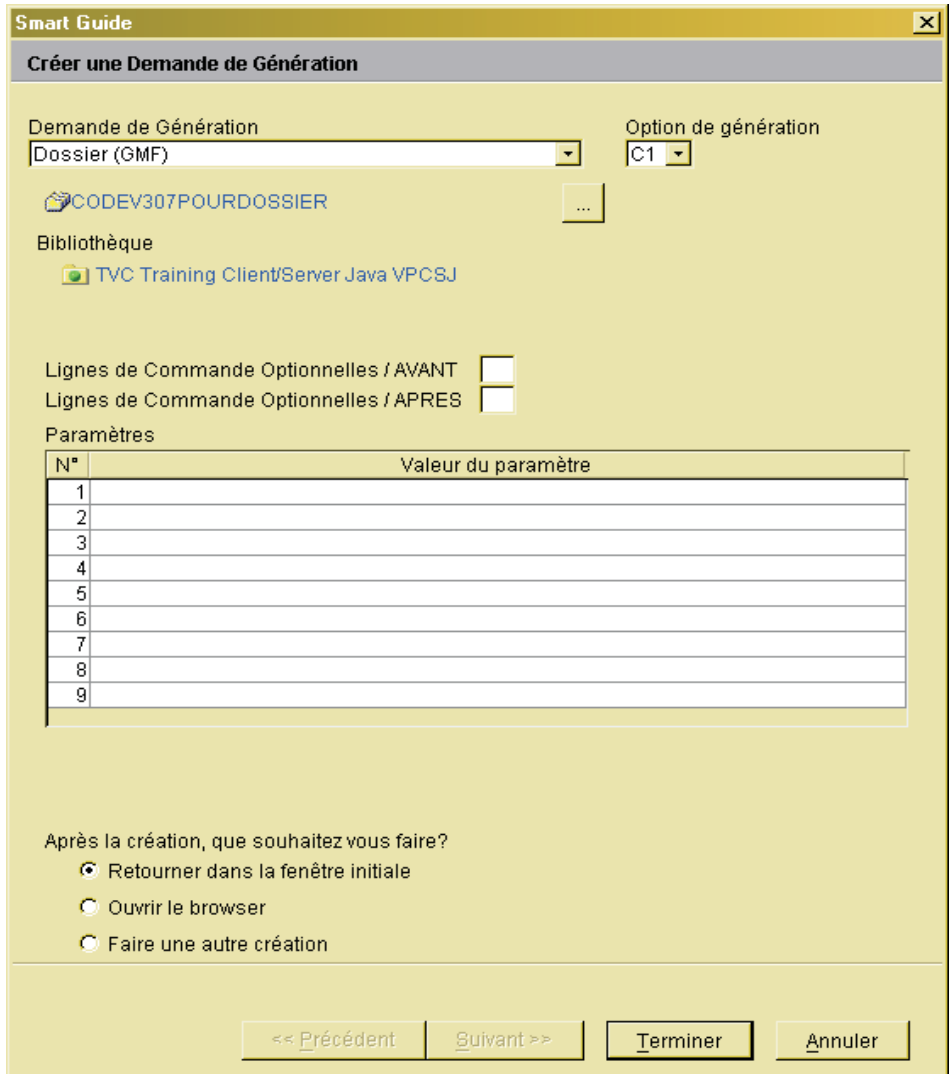 Smart Guide
Créer une Demande de Génération
Demande de Génération Option de génération
Dossier (GMF) C1
CODEV307POURDOSSIER ...
Bibliothèque
TVC Training Client/Server Java VPCSJ
Lignes de Commande Optionnelles / AVANT
Lignes de Commande Optionnelles / APRES
Paramètres
N° Valeur du paramètre
1
2
3
4
5
6
7
8
9
Après la création, que souhaitez vous faire?
Retourner dans la fenêtre initiale
Ouvrir le browser
Faire une autre création
<< Précédent Suivant >> Terminer Annuler